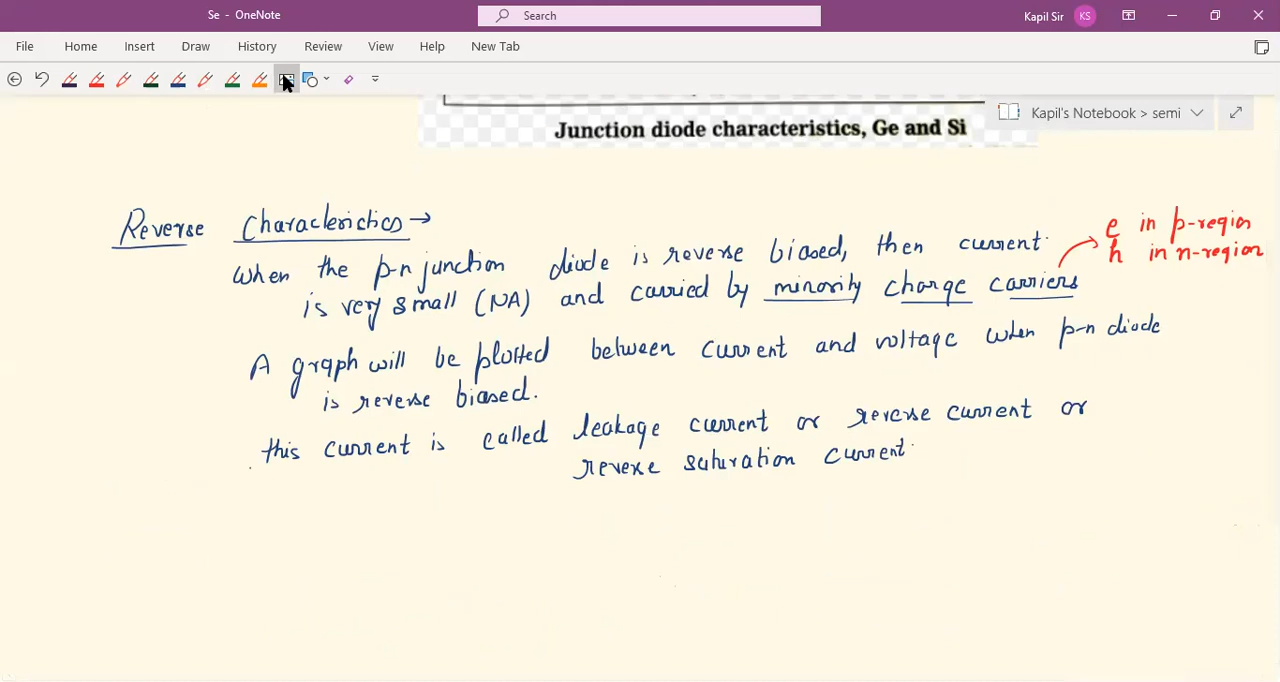 Se - OneNote
Search
Kapil Sir
KS
File Home Insert Draw History Review View Help New Tab
Kapil's Notebook > semi
Junction diode characteristics, Ge and Si
Reverse Characteristics →
e in p-region
h in n-region
when the p-n junction diode is reverse biased, then current
is very small (NA) and carried by minority charge carriers
A graph will be plotted between current and voltage when p-n diode
is reverse biased.
this current is called leakage current or reverse current or
reverse saturation current